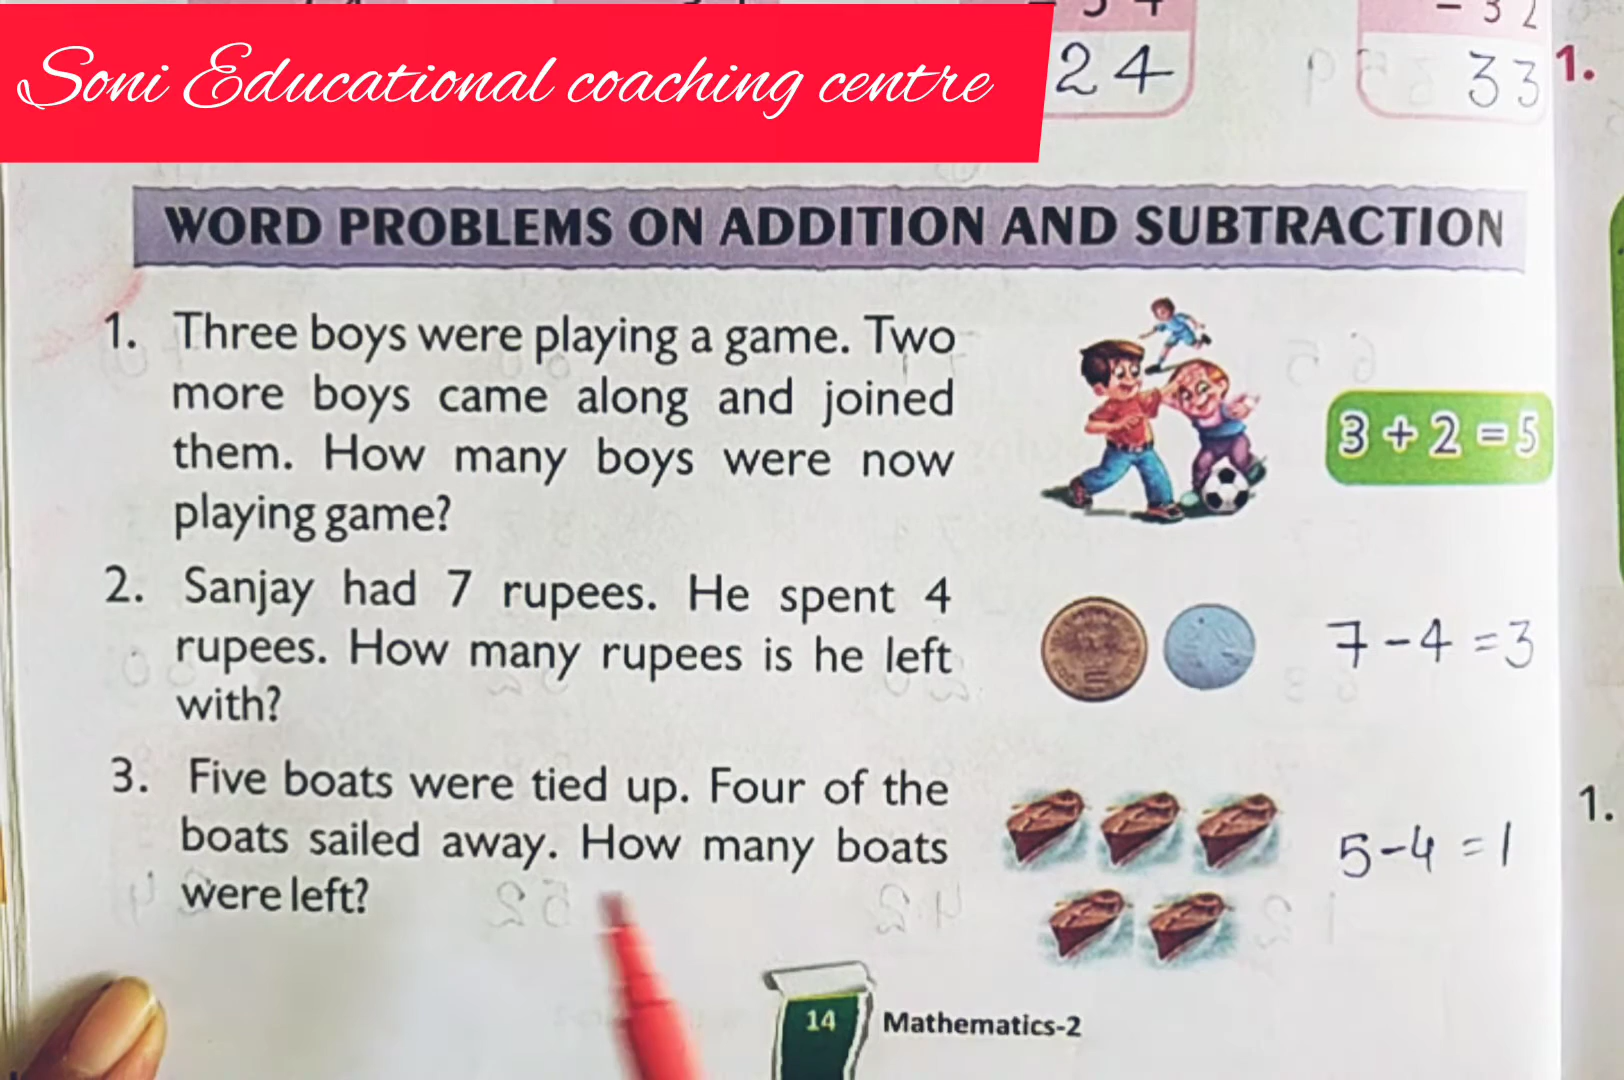 Soni Educational coaching centre
- 3 2
24
33
1.
WORD PROBLEMS ON ADDITION AND SUBTRACTION
1. Three boys were playing a game. Two
more boys came along and joined
them. How many boys were now
playing game?
3 + 2 = 5
2. Sanjay had 7 rupees. He spent 4
rupees. How many rupees is he left
with?
7 - 4 = 3
3. Five boats were tied up. Four of the
boats sailed away. How many boats
were left?
5 - 4 = 1
1.
14 Mathematics-2